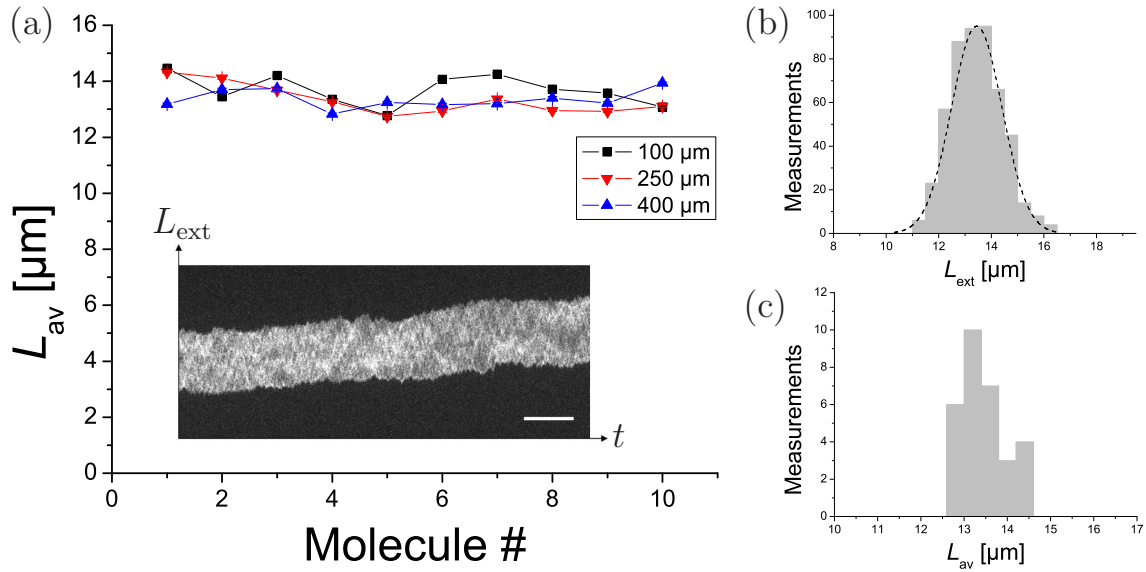 (a)
16
14
12
10
8
6
4
2
0
L_av [µm]
0 2 4 6 8 10
Molecule #
100 µm
250 µm
400 µm
L_ext
t
(b)
100
80
60
40
20
0
Measurements
8 10 12 14 16 18
L_ext [µm]
(c)
12
10
8
6
4
2
0
Measurements
10 11 12 13 14 15 16 17
L_av [µm]